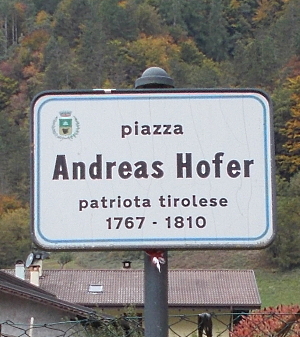 piazza
Andreas Hofer
patriota tirolese
1767 - 1810